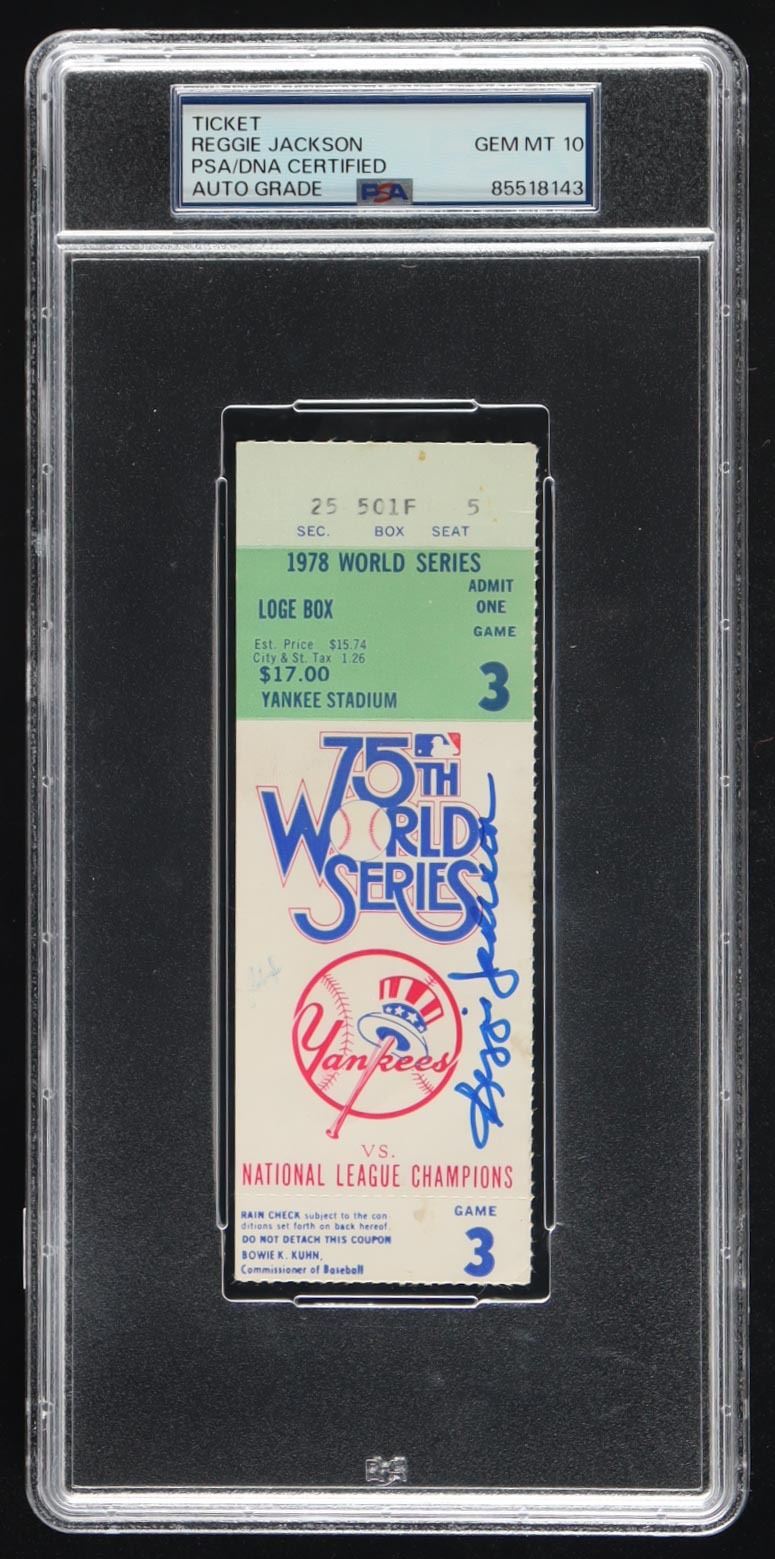 TICKET
REGGIE JACKSON GEM MT 10
PSA/DNA CERTIFIED
AUTO GRADE PSA 85518143
25 501F 5
SEC. BOX SEAT
1978 WORLD SERIES
ADMIT
LOGE BOX ONE
GAME
Est. Price $15.74
City & St. Tax 1.26
$17.00 3
YANKEE STADIUM
75TH
WORLD
SERIES
Yankees
Reggie Jackson
VS.
NATIONAL LEAGUE CHAMPIONS
RAIN CHECK subject to the con- GAME
ditions set forth on back hereof.
DO NOT DETACH THIS COUPON 3
BOWIE K. KUHN,
Commissioner of Baseball